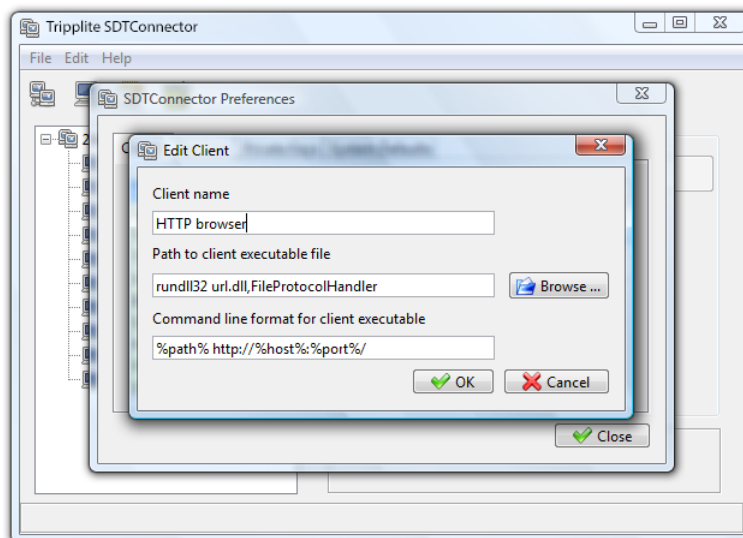 Tripplite SDTConnector
File Edit Help
SDTConnector Preferences
Edit Client
Client name
HTTP browser
Path to client executable file
rundll32 url.dll,FileProtocolHandler
Browse ...
Command line format for client executable
%path% http://%host%:%port%/
OK
Cancel
Close